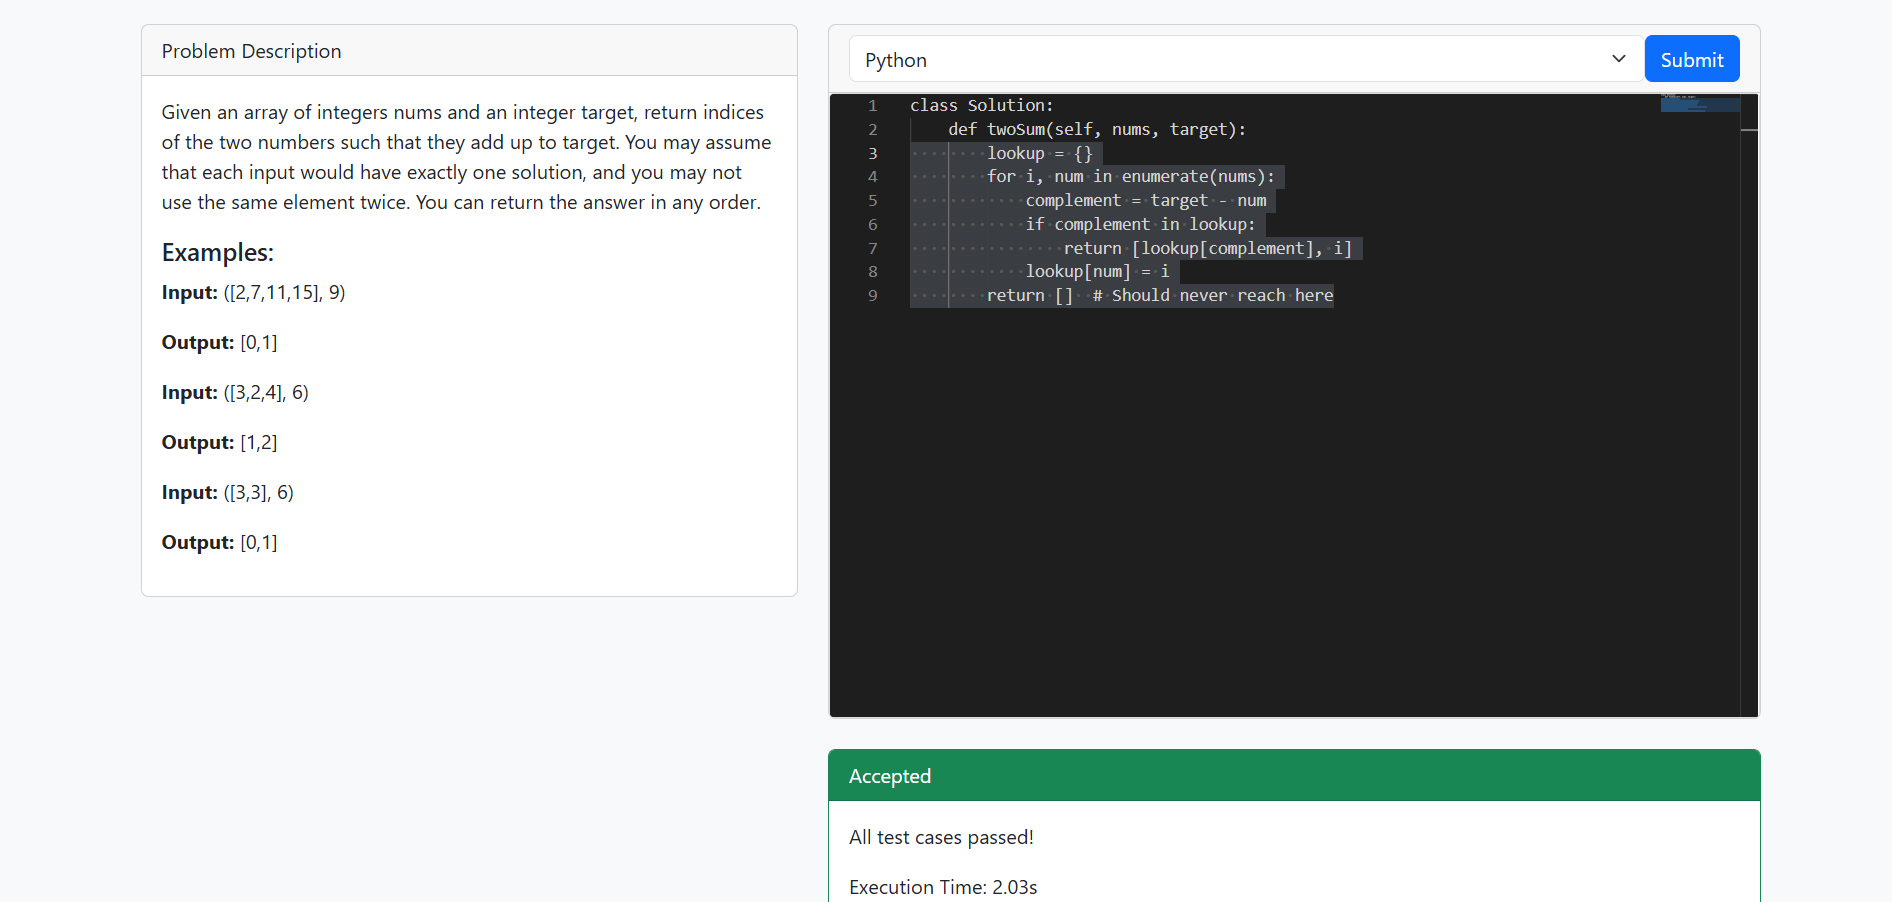 Problem Description
Given an array of integers nums and an integer target, return indices
of the two numbers such that they add up to target. You may assume
that each input would have exactly one solution, and you may not
use the same element twice. You can return the answer in any order.
Examples:
Input: ([2,7,11,15], 9)
Output: [0,1]
Input: ([3,2,4], 6)
Output: [1,2]
Input: ([3,3], 6)
Output: [0,1]
Python
Submit
1 class Solution:
2     def twoSum(self, nums, target):
3         lookup = {}
4         for i, num in enumerate(nums):
5             complement = target - num
6             if complement in lookup:
7                 return [lookup[complement], i]
8             lookup[num] = i
9         return []  # Should never reach here
Accepted
All test cases passed!
Execution Time: 2.03s